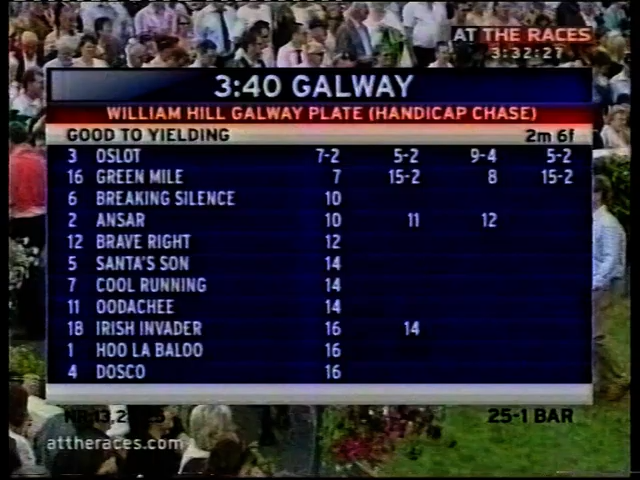 AT THE RACES
3:32:27
3:40 GALWAY
WILLIAM HILL GALWAY PLATE (HANDICAP CHASE)
GOOD TO YIELDING 2m 6f
3 OSLOT 7-2 5-2 9-4 5-2
16 GREEN MILE 7 15-2 8 15-2
6 BREAKING SILENCE 10
2 ANSAR 10 11 12
12 BRAVE RIGHT 12
5 SANTA'S SON 14
7 COOL RUNNING 14
11 OODACHEE 14
18 IRISH INVADER 16 14
1 HOO LA BALOO 16
4 DOSCO 16
25-1 BAR
attheraces.com